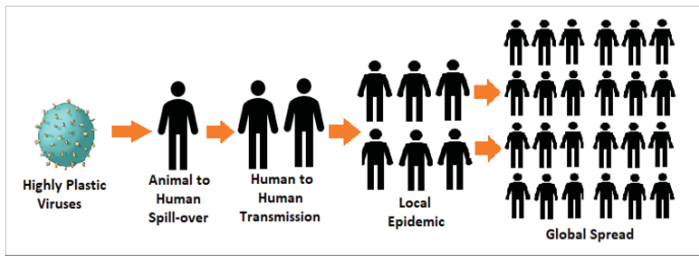 Highly Plastic
Viruses
Animal to
Human
Spill-over
Human to
Human
Transmission
Local
Epidemic
Global Spread